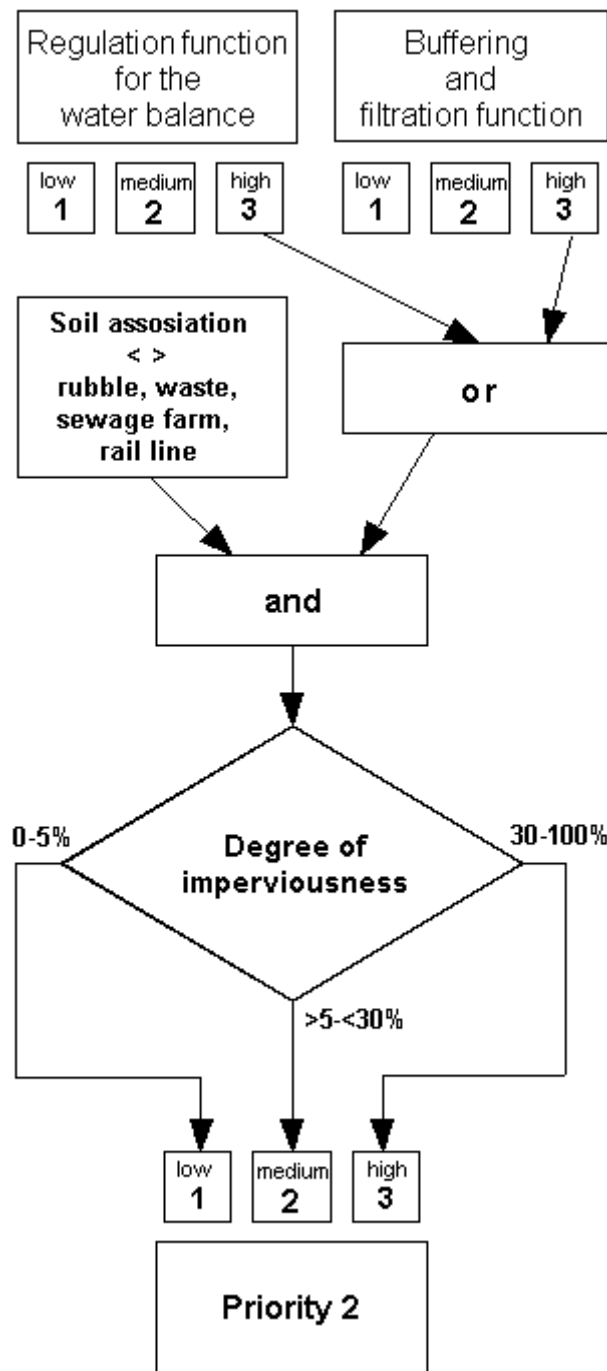 Regulation function
for the
water balance
Buffering
and
filtration function
low
1
medium
2
high
3
low
1
medium
2
high
3
Soil assosiation
< >
rubble, waste,
sewage farm,
rail line
or
and
0-5%
Degree of
imperviousness
30-100%
>5-<30%
low
1
medium
2
high
3
Priority 2